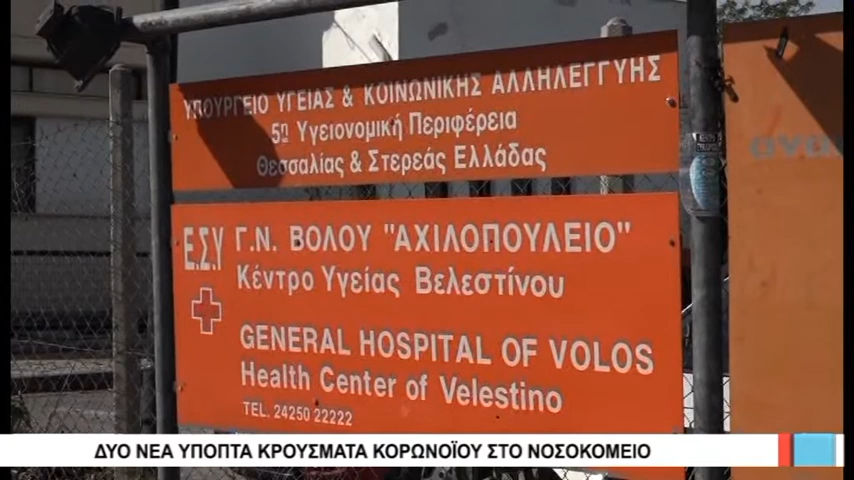 ΥΠΟΥΡΓΕΙΟ ΥΓΕΙΑΣ & ΚΟΙΝΩΝΙΚΗΣ ΑΛΛΗΛΕΓΓΥΗΣ
5η Υγειονομική Περιφέρεια
Θεσσαλίας & Στερεάς Ελλάδας
Ε.Σ.Υ Γ.Ν. ΒΟΛΟΥ "ΑΧΙΛΟΠΟΥΛΕΙΟ"
Κέντρο Υγείας Βελεστίνου
GENERAL HOSPITAL OF VOLOS
Health Center of Velestino
TEL. 24250 22222
ΔΥΟ ΝΕΑ ΥΠΟΠΤΑ ΚΡΟΥΣΜΑΤΑ ΚΟΡΩΝΟΪΟΥ ΣΤΟ ΝΟΣΟΚΟΜΕΙΟ